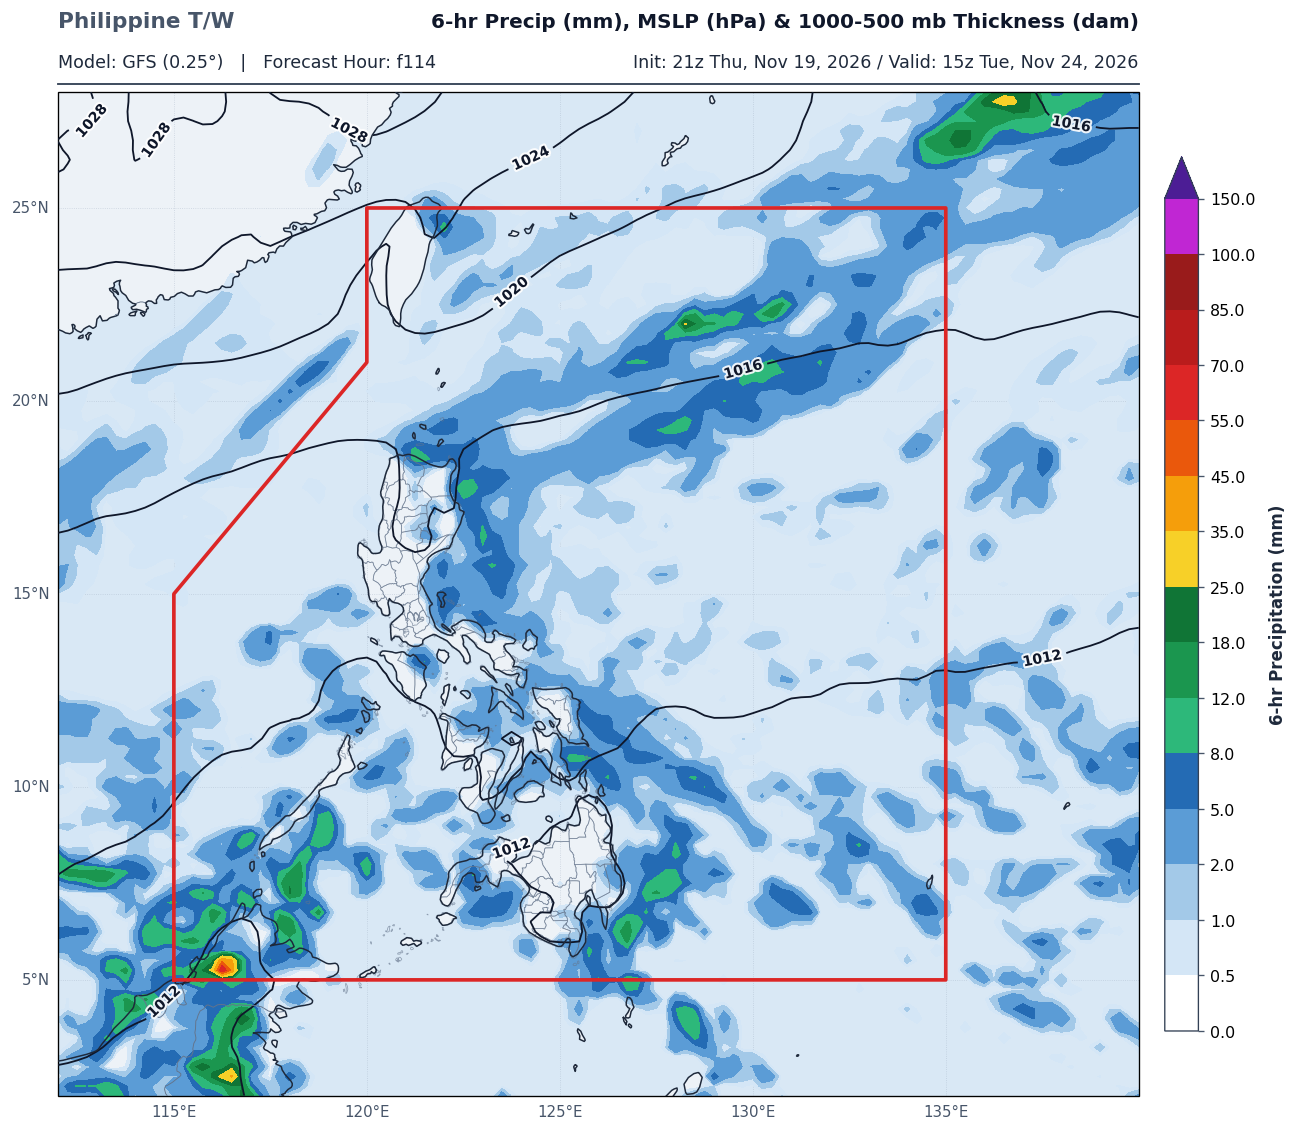 Philippine T/W
6-hr Precip (mm), MSLP (hPa) & 1000-500 mb Thickness (dam)
Model: GFS (0.25°) | Forecast Hour: f114
Init: 21z Thu, Nov 19, 2026 / Valid: 15z Tue, Nov 24, 2026
1028
1028
1028
1024
1016
1020
1016
1012
1012
1012
25°N
20°N
15°N
10°N
5°N
115°E
120°E
125°E
130°E
135°E
150.0
100.0
85.0
70.0
55.0
45.0
35.0
25.0
18.0
12.0
8.0
5.0
2.0
1.0
0.5
0.0
6-hr Precipitation (mm)